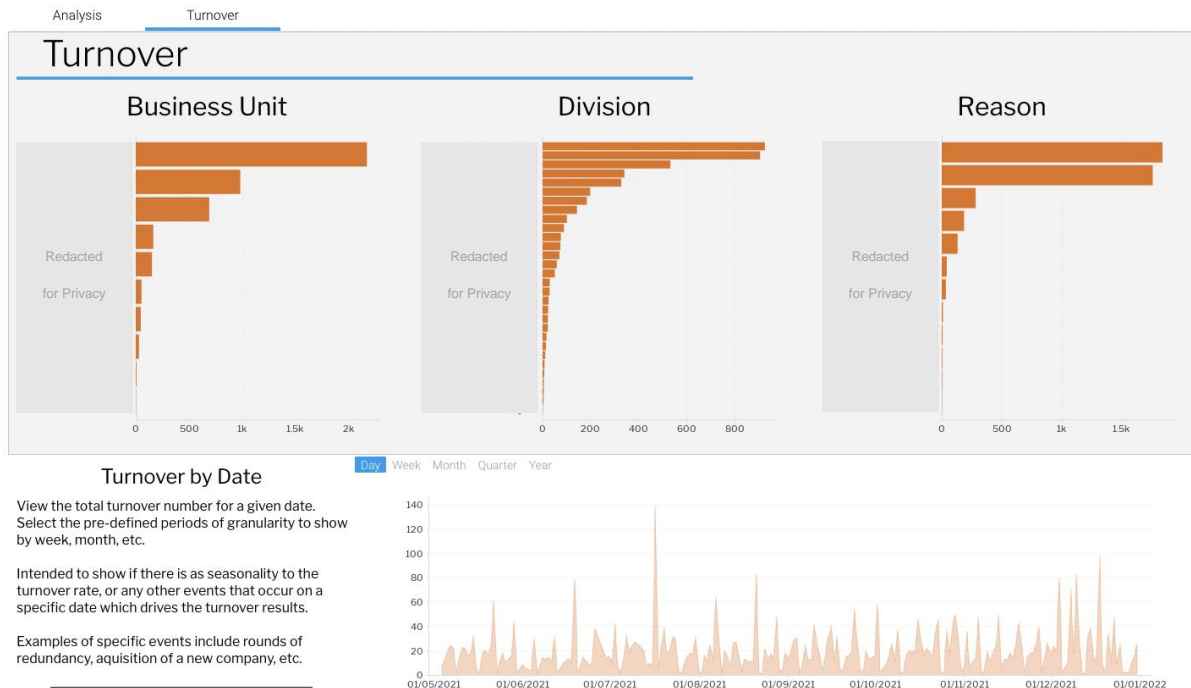 Analysis
Turnover
Turnover
Business Unit
Redacted
for Privacy
0 500 1k 1.5k 2k
Division
Redacted
for Privacy
0 200 400 600 800
Reason
Redacted
for Privacy
0 500 1k 1.5k
Turnover by Date
View the total turnover number for a given date.
Select the pre-defined periods of granularity to show
by week, month, etc.
Intended to show if there is as seasonality to the
turnover rate, or any other events that occur on a
specific date which drives the turnover results.
Examples of specific events include rounds of
redundancy, aquisition of a new company, etc.
Day Week Month Quarter Year
140
120
100
80
60
40
20
0
01/05/2021 01/06/2021 01/07/2021 01/08/2021 01/09/2021 01/10/2021 01/11/2021 01/12/2021 01/01/2022